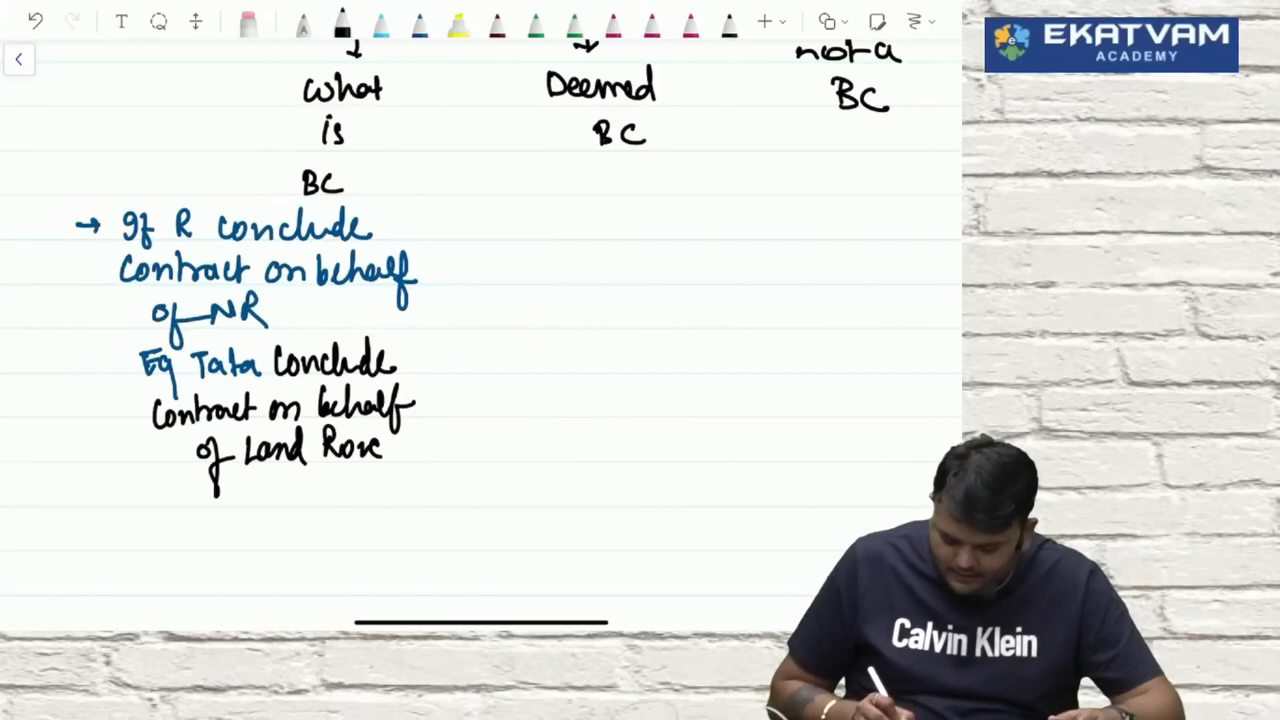 EKATVAM
ACADEMY
What
is
BC
Deemed
BC
not a
BC
→ If R conclude
contract on behalf
of NR
Eg Tata conclude
contract on behalf
of Land Rove
Calvin Klein